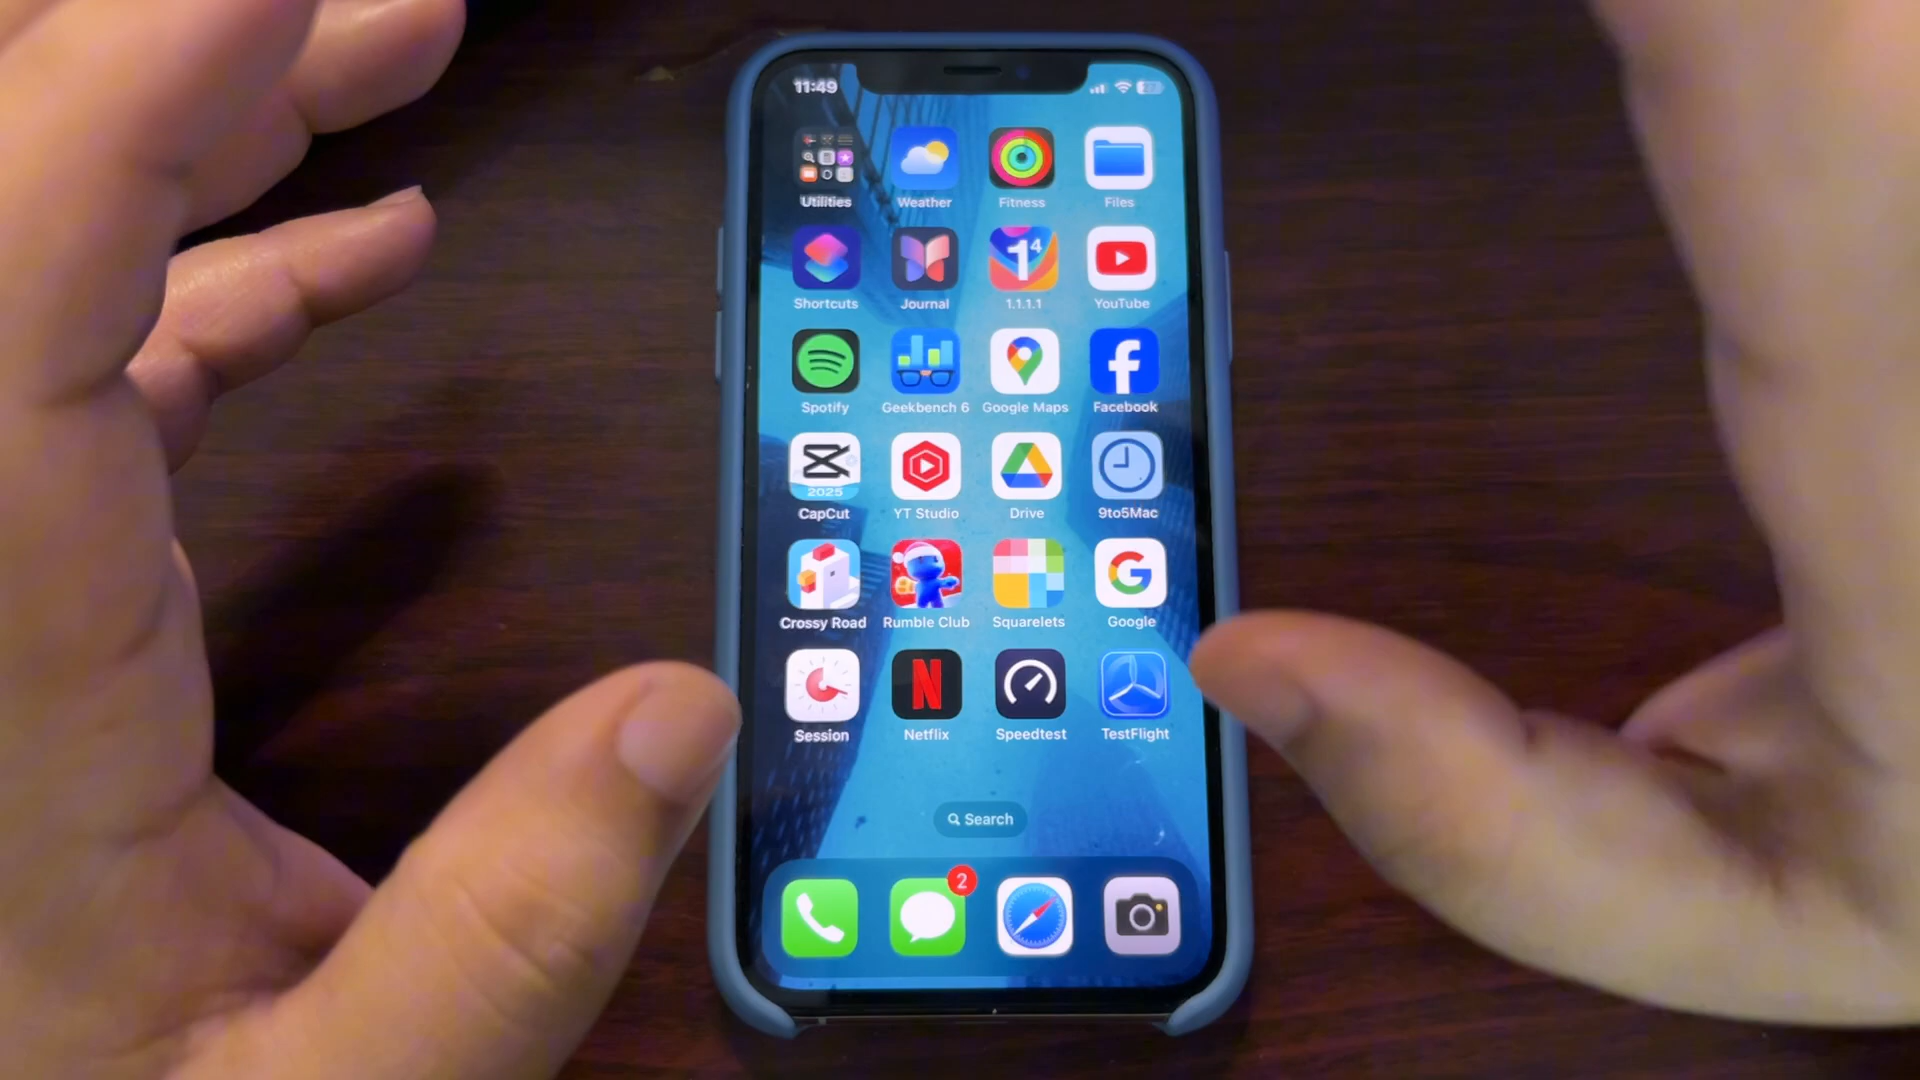 11:49
Utilities Weather Fitness Files
1⁴
Shortcuts Journal 1.1.1.1 YouTube
Spotify Geekbench 6 Google Maps Facebook
2025
CapCut YT Studio Drive 9to5Mac
Crossy Road Rumble Club Squarelets Google
Session Netflix Speedtest TestFlight
Search
2